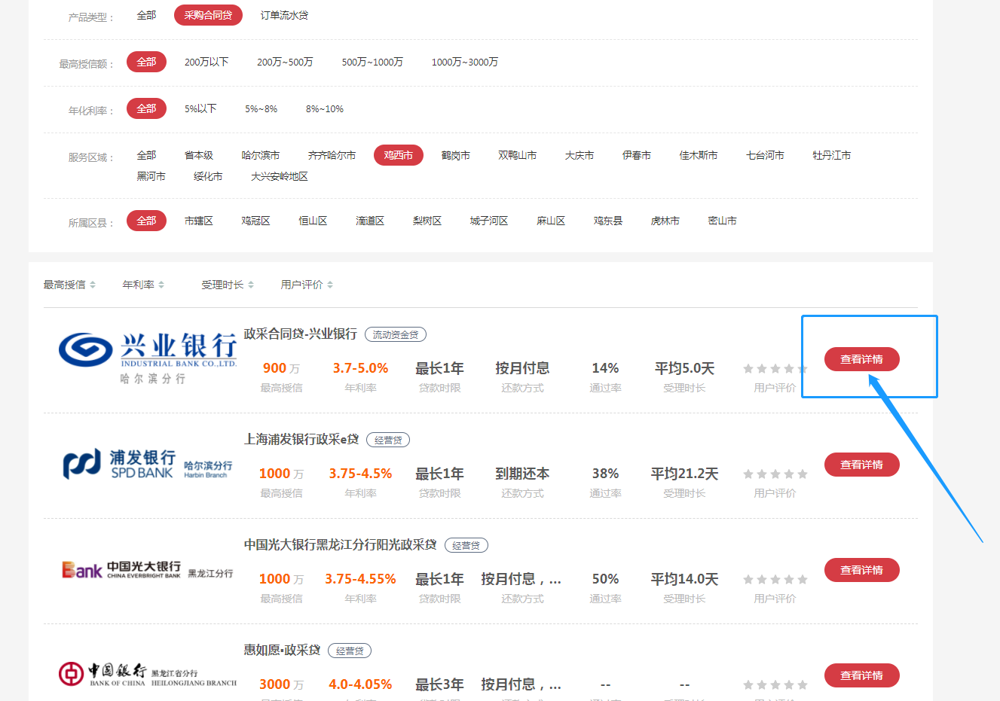 产品类型： 全部 采购合同贷 订单流水贷
最高授信额： 全部 200万以下 200万~500万 500万~1000万 1000万~3000万
年化利率： 全部 5%以下 5%~8% 8%~10%
服务区域： 全部 省本级 哈尔滨市 齐齐哈尔市 鸡西市 鹤岗市 双鸭山市 大庆市 伊春市 佳木斯市 七台河市 牡丹江市
黑河市 绥化市 大兴安岭地区
所属区县： 全部 市辖区 鸡冠区 恒山区 滴道区 梨树区 城子河区 麻山区 鸡东县 虎林市 密山市
最高授信 年利率 受理时长 用户评价
兴业银行
INDUSTRIAL BANK CO.,LTD.
哈尔滨分行
政采合同贷-兴业银行 流动资金贷
900 万 3.7-5.0% 最长1年 按月付息 14% 平均5.0天
最高授信 年利率 贷款时限 还款方式 通过率 受理时长 用户评价
查看详情
浦发银行 哈尔滨分行
SPD BANK Harbin Branch
上海浦发银行政采e贷 经营贷
1000 万 3.75-4.5% 最长1年 到期还本 38% 平均21.2天
最高授信 年利率 贷款时限 还款方式 通过率 受理时长 用户评价
查看详情
Bank 中国光大银行 黑龙江分行
CHINA EVERBRIGHT BANK
中国光大银行黑龙江分行阳光政采贷 经营贷
1000 万 3.75-4.55% 最长1年 按月付息，... 50% 平均14.0天
最高授信 年利率 贷款时限 还款方式 通过率 受理时长 用户评价
查看详情
中国银行 黑龙江省分行
BANK OF CHINA HEILONGJIANG BRANCH
惠如愿·政采贷 经营贷
3000 万 4.0-4.05% 最长3年 按月付息，... -- --
查看详情